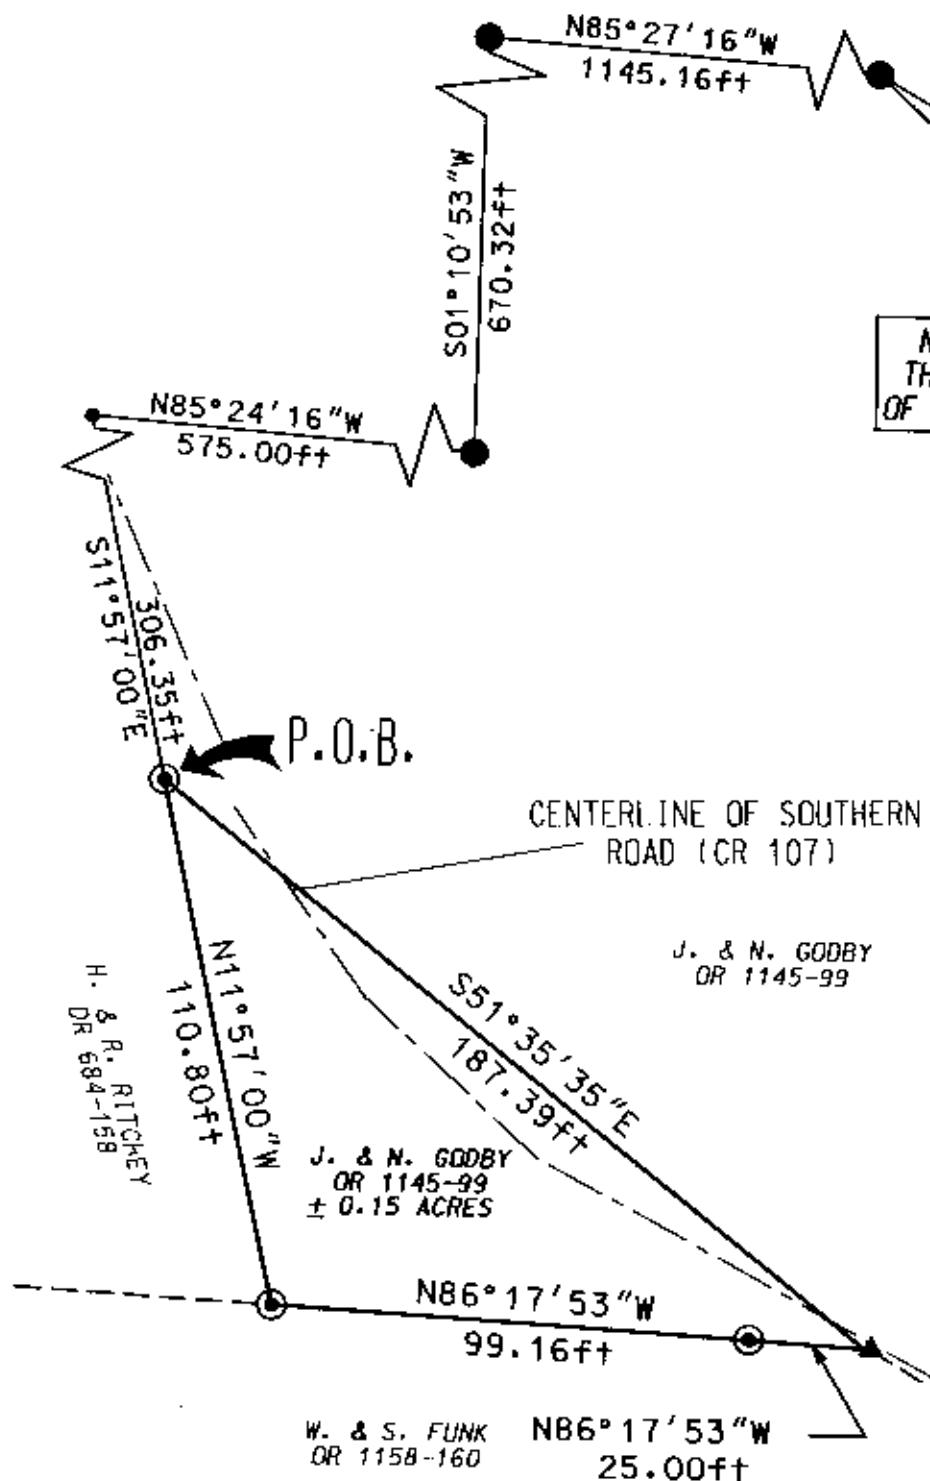 N85°27'16"W
1145.16ft
S01°10'53"W
670.32ft
OF
N85°24'16"W
575.00ft
S11°57'00"E
306.35ft
P.O.B.
CENTERLINE OF SOUTHERN
ROAD (CR 107)
J. & N. GODBY
OR 1145-99
S51°35'35"E
187.39ft
N11°57'00"W
110.80ft
H. & R. RITCHEY
DR 684-158
J. & N. GODBY
OR 1145-99
± 0.15 ACRES
N86°17'53"W
99.16ft
W. & S. FUNK
OR 1158-160
N86°17'53"W
25.00ft